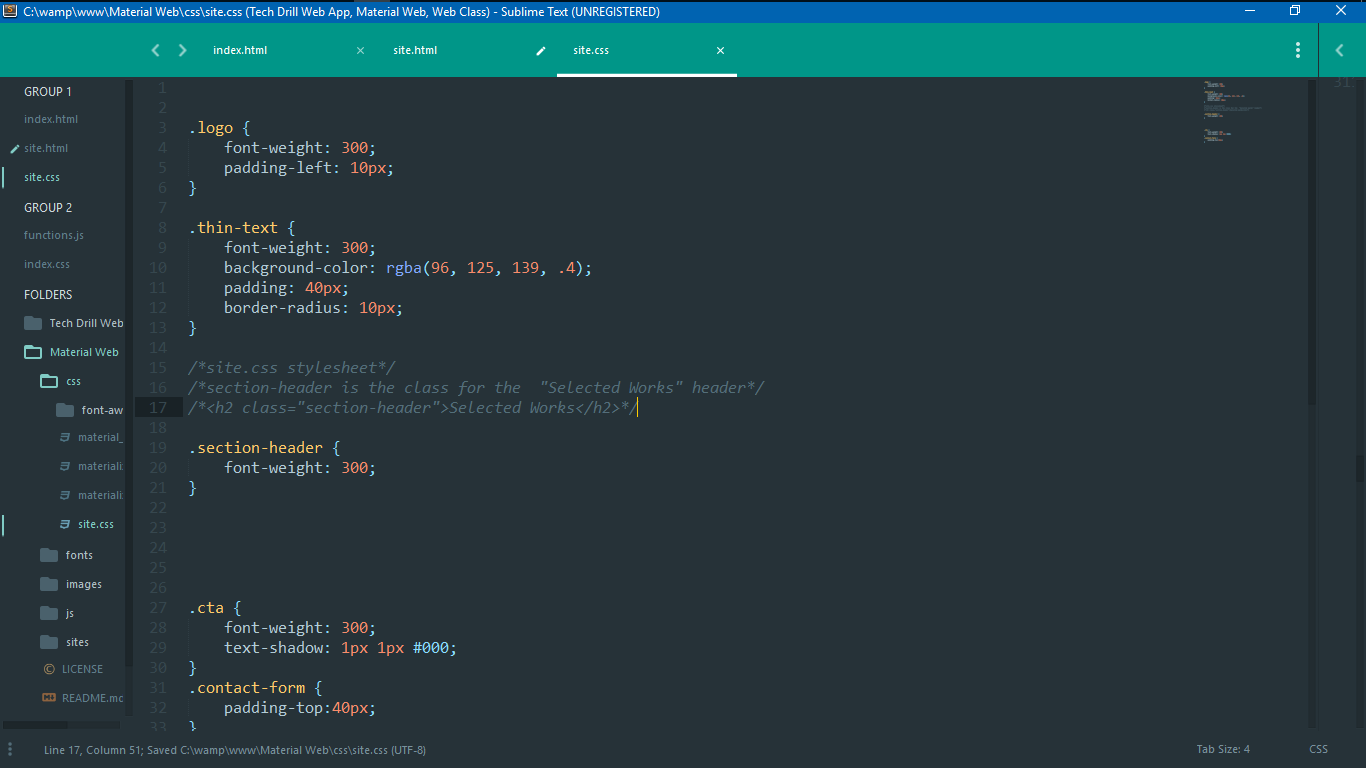 C:\wamp\www\Material Web\css\site.css (Tech Drill Web App, Material Web, Web Class) - Sublime Text (UNREGISTERED)
index.html
site.html
site.css
GROUP 1
index.html
site.html
site.css
GROUP 2
functions.js
index.css
FOLDERS
Tech Drill Web
Material Web
css
font-aw
material_
materiali
materiali
site.css
fonts
images
js
sites
LICENSE
README.mc
1
2
3 .logo {
4 font-weight: 300;
5 padding-left: 10px;
6 }
7
8 .thin-text {
9 font-weight: 300;
10 background-color: rgba(96, 125, 139, .4);
11 padding: 40px;
12 border-radius: 10px;
13 }
14
15 /*site.css stylesheet*/
16 /*section-header is the class for the  "Selected Works" header*/
17 /*<h2 class="section-header">Selected Works</h2>*/
18
19 .section-header {
20 font-weight: 300;
21 }
22
23
24
25
26
27 .cta {
28 font-weight: 300;
29 text-shadow: 1px 1px #000;
30 }
31 .contact-form {
32 padding-top:40px;
33 }
31
Line 17, Column 51; Saved C:\wamp\www\Material Web\css\site.css (UTF-8)
Tab Size: 4
CSS